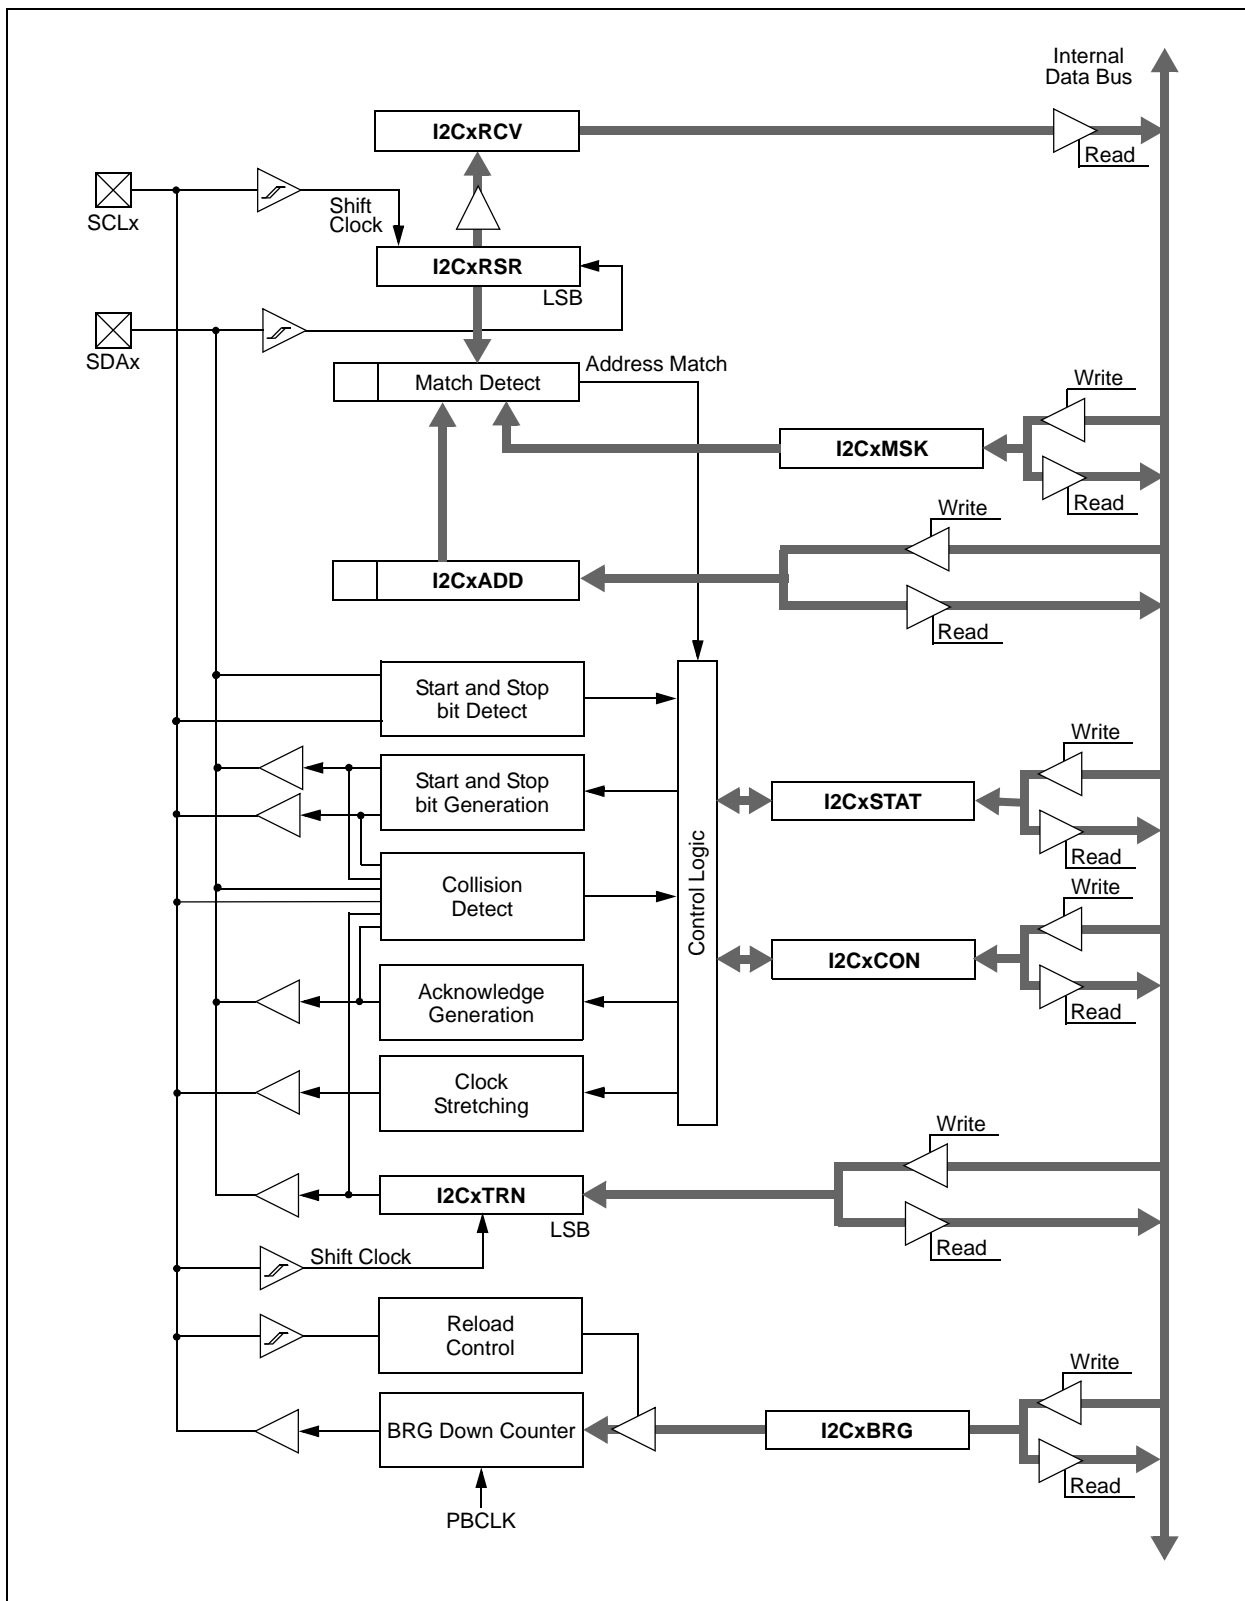 Internal
Data Bus
I2CxRCV
Read
SCLx
Shift
Clock
I2CxRSR
LSB
SDAx
Address Match
Match Detect
Write
I2CxMSK
Read
Write
I2CxADD
Read
Start and Stop
bit Detect
Write
Start and Stop
bit Generation
I2CxSTAT
Read
Control Logic
Collision
Detect
Write
I2CxCON
Acknowledge
Generation
Read
Clock
Stretching
Write
I2CxTRN
LSB
Read
Shift Clock
Reload
Control
Write
BRG Down Counter
I2CxBRG
Read
PBCLK